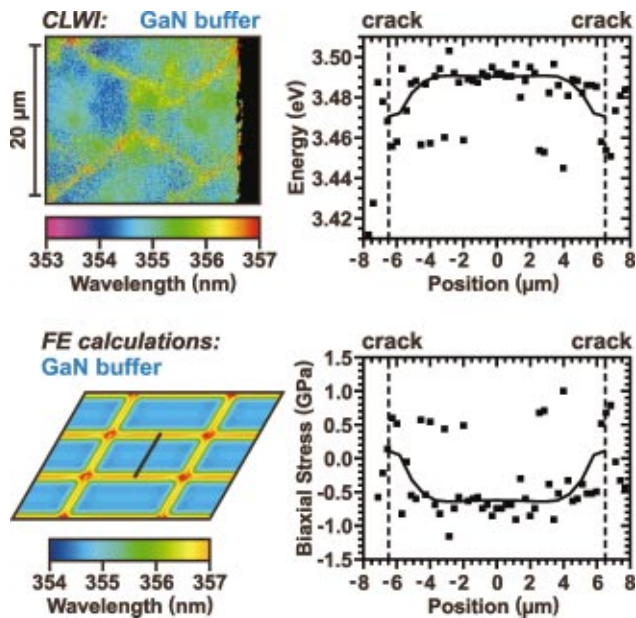 CLWI: GaN buffer
20 µm
353 354 355 356 357
Wavelength (nm)
crack crack
Energy (eV)
3.50
3.48
3.46
3.44
3.42
-8 -6 -4 -2 0 2 4 6 8
Position (µm)
FE calculations:
GaN buffer
354 355 356 357
Wavelength (nm)
crack crack
Biaxial Stress (GPa)
1.5
1.0
0.5
0.0
-0.5
-1.0
-1.5
-8 -6 -4 -2 0 2 4 6 8
Position (µm)